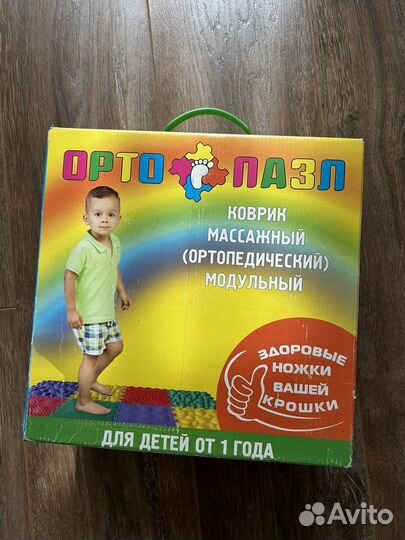 ОРТО ПАЗЛ
КОВРИК
МАССАЖНЫЙ
(ОРТОПЕДИЧЕСКИЙ)
МОДУЛЬНЫЙ
ЗДОРОВЫЕ
НОЖКИ
ВАШЕЙ
КРОШКИ
ДЛЯ ДЕТЕЙ ОТ 1 ГОДА
Avito